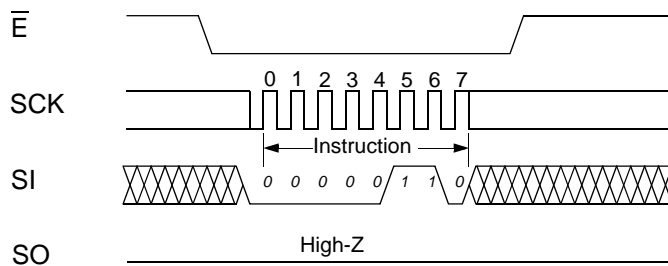 E̅
0 1 2 3 4 5 6 7
SCK
Instruction
SI 0 0 0 0 0 1 1 0
High-Z
SO